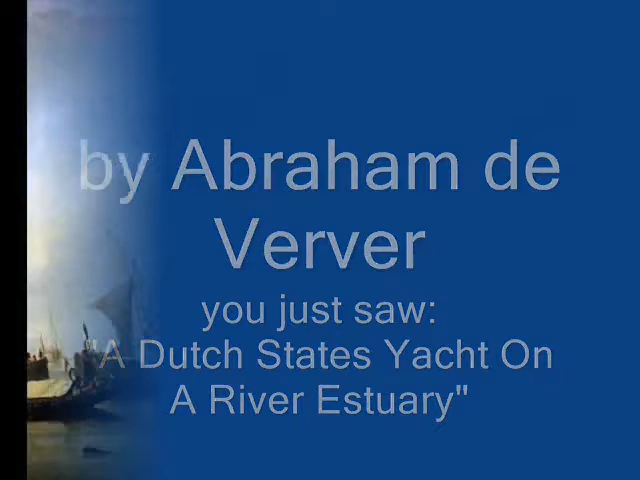 by Abraham de
Verver
you just saw:
"A Dutch States Yacht On
A River Estuary"